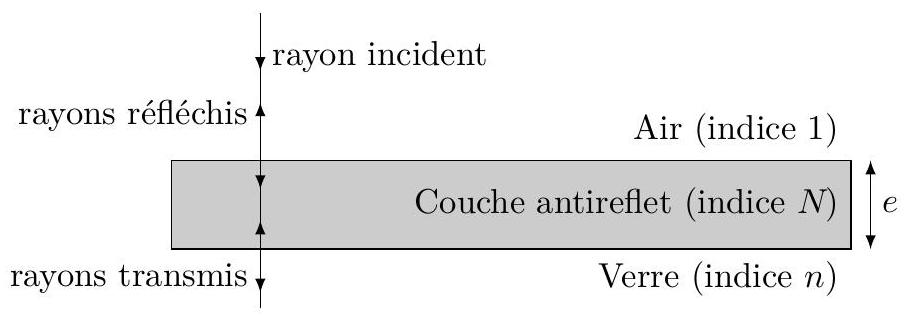 rayon incident
rayons réfléchis
Air (indice 1)
Couche antireflet (indice N)
e
rayons transmis
Verre (indice n)